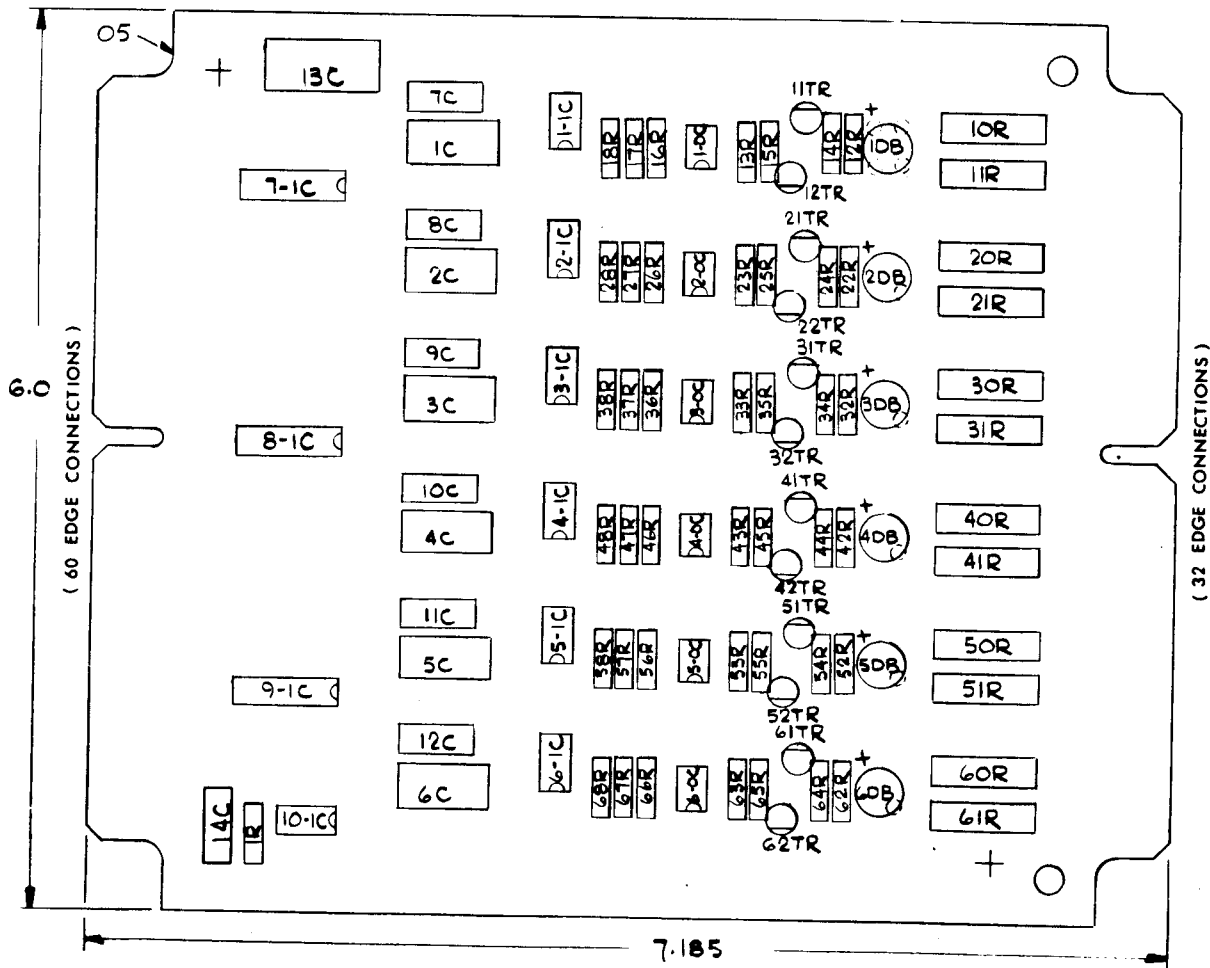 05
13C
7C
1C
7-1C
1-1C
18R
17R
16R
1-OC
13R
15R
11TR
12TR
14R
12R
+
1DB
10R
11R
8C
2C
2-1C
28R
27R
26R
2-OC
23R
25R
21TR
22TR
24R
22R
+
2DB
20R
21R
9C
3C
8-1C
3-1C
38R
37R
36R
3-OC
33R
35R
31TR
32TR
34R
32R
+
3DB
30R
31R
6.0
( 60 EDGE CONNECTIONS )
( 32 EDGE CONNECTIONS )
10C
4C
4-1C
48R
47R
46R
4-OC
43R
45R
41TR
42TR
44R
42R
+
4DB
40R
41R
11C
5C
9-1C
5-1C
58R
57R
56R
5-OC
53R
55R
51TR
52TR
54R
52R
+
5DB
50R
51R
12C
6C
6-1C
68R
67R
66R
6-OC
63R
65R
61TR
62TR
64R
62R
+
6DB
60R
61R
14C
1R
10-1C
7.185